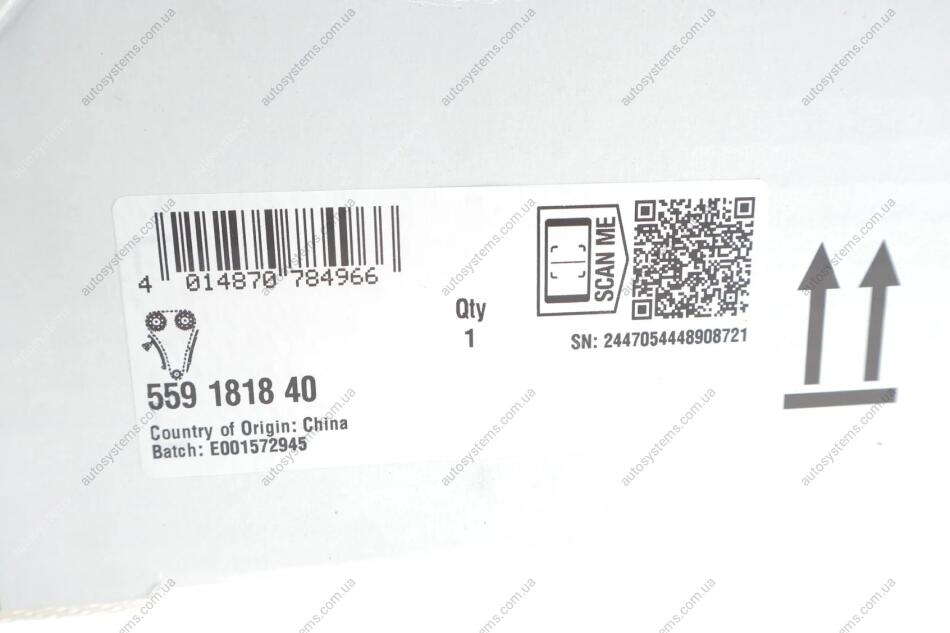 4 014870 784966
Qty
1
SCAN ME
SN: 2447054448908721
559 1818 40
Country of Origin: China
Batch: E001572945
autosystems.com.ua